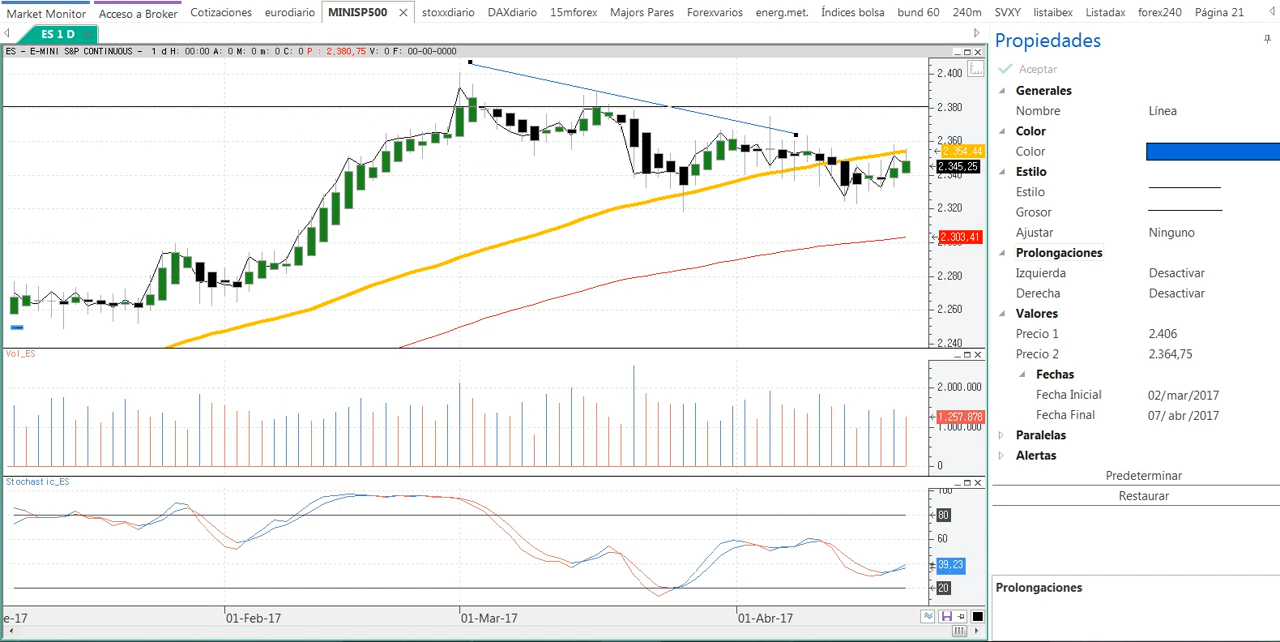 Market Monitor
Acceso a Broker
Cotizaciones
eurodiario
MINISP500
stoxxdiario
DAXdiario
15mforex
Majors Pares
Forexvarios
energ.met.
Índices bolsa
bund 60
240m
SVXY
listaibex
Listadax
forex240
Página 21
ES 1 D
ES - E-MINI S&P CONTINUOUS - 1 d H: 00:00 A: 0 M: 0 m: 0 C: 0 P : 2.380,75 V: 0 F: 00-00-0000
2.400
2.380
2.360
2.354,44
2.345,25
2.340
2.320
2.303,41
2.280
2.260
2.240
Vol_ES
2.000.000
1.257.878
1.000.000
0
Stochastic_ES
100
80
60
39,23
20
e-17
01-Feb-17
01-Mar-17
01-Abr-17
Propiedades
Aceptar
Generales
Nombre Línea
Color
Color
Estilo
Estilo
Grosor
Ajustar Ninguno
Prolongaciones
Izquierda Desactivar
Derecha Desactivar
Valores
Precio 1 2.406
Precio 2 2.364,75
Fechas
Fecha Inicial 02/mar/2017
Fecha Final 07/abr/2017
Paralelas
Alertas
Predeterminar
Restaurar
Prolongaciones